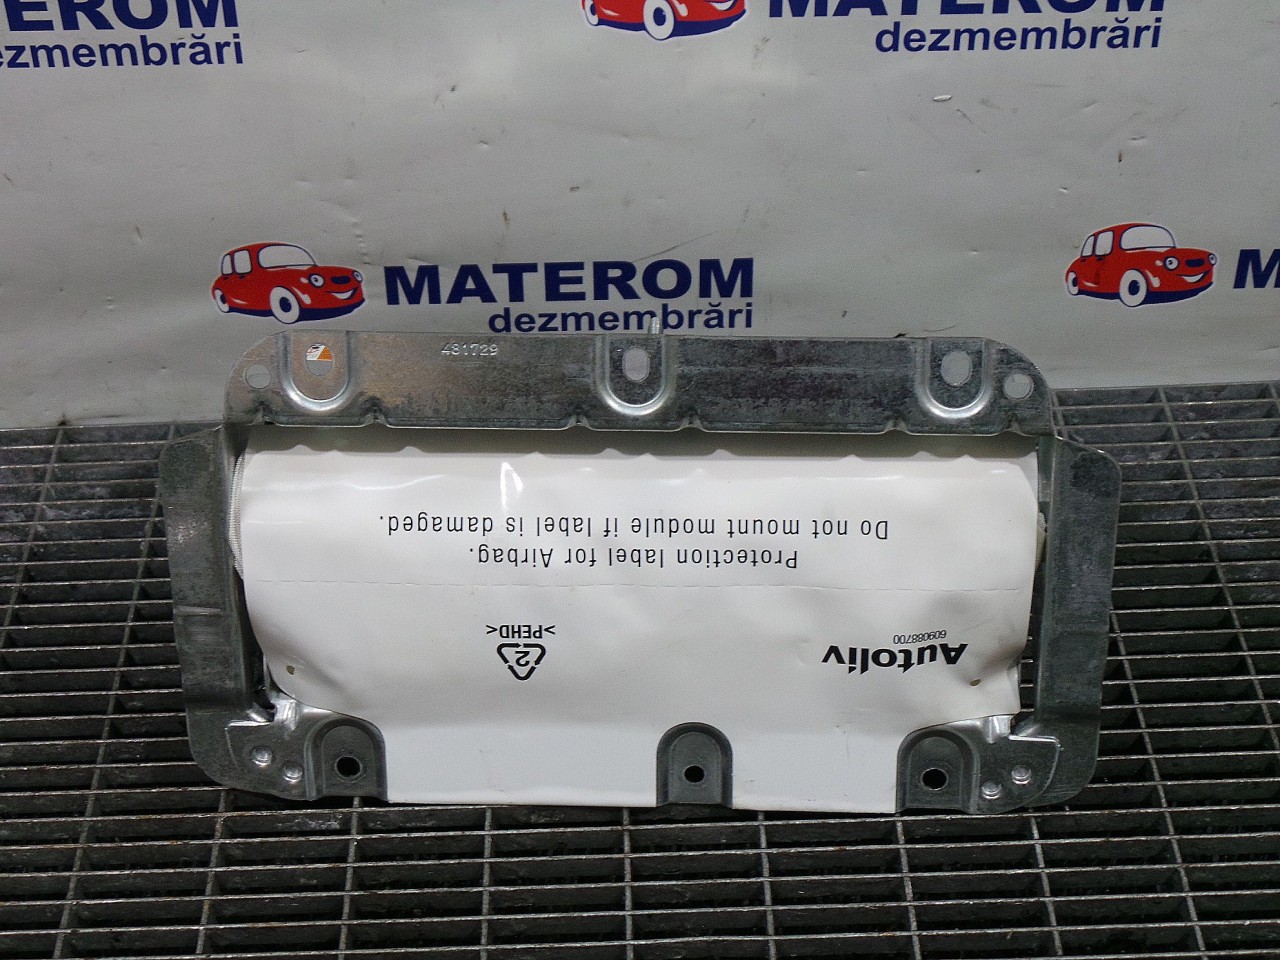 MATEROM
dezmembrări
MATEROM
dezmembrări
MATEROM
dezmembrări
M
481729
Do not mount module if label is damaged.
Protection label for Airbag.
>PEHD<
2
609088700
Autoliv